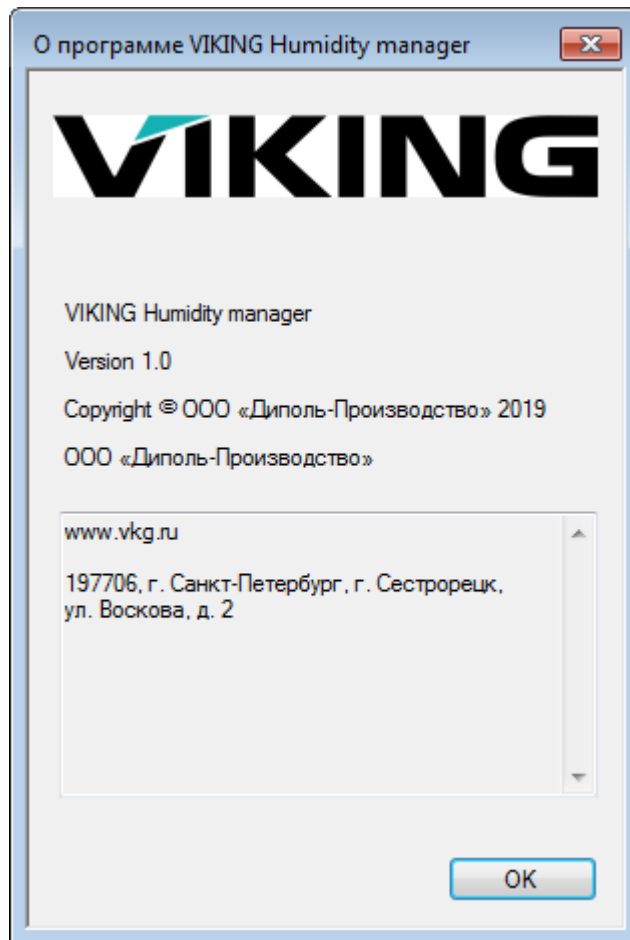 О программе VIKING Humidity manager
VIKING
VIKING Humidity manager
Version 1.0
Copyright © ООО «Диполь-Производство» 2019
ООО «Диполь-Производство»
www.vkg.ru
197706, г. Санкт-Петербург, г. Сестрорецк,
ул. Воскова, д. 2
OK